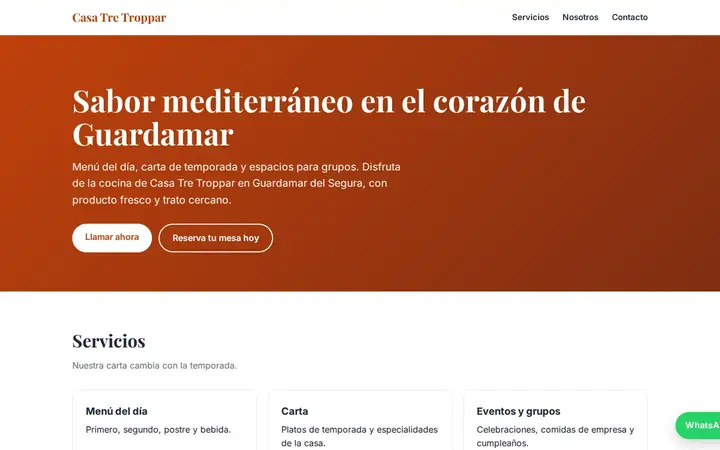 Casa Tre Troppar
Servicios Nosotros Contacto
Sabor mediterráneo en el corazón de
Guardamar
Menú del día, carta de temporada y espacios para grupos. Disfruta
de la cocina de Casa Tre Troppar en Guardamar del Segura, con
producto fresco y trato cercano.
Llamar ahora
Reserva tu mesa hoy
Servicios
Nuestra carta cambia con la temporada.
Menú del día
Primero, segundo, postre y bebida.
Carta
Platos de temporada y especialidades
de la casa.
Eventos y grupos
Celebraciones, comidas de empresa y
cumpleaños.
WhatsA